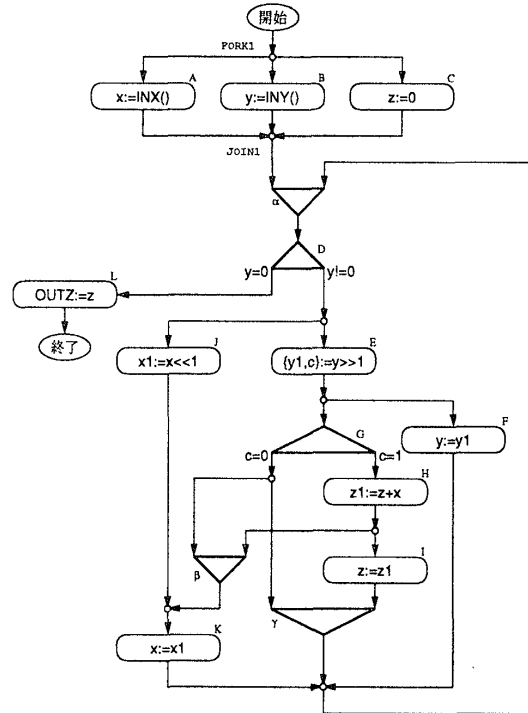 開始
FORK1
A
x:=INX()
B
y:=INY()
C
z:=0
JOIN1
α
D
y=0
y!=0
L
OUTZ:=z
終了
J
x1:=x<<1
E
{y1,c}:=y>>1
F
y:=y1
G
c=0
c=1
H
z1:=z+x
β
I
z:=z1
γ
K
x:=x1